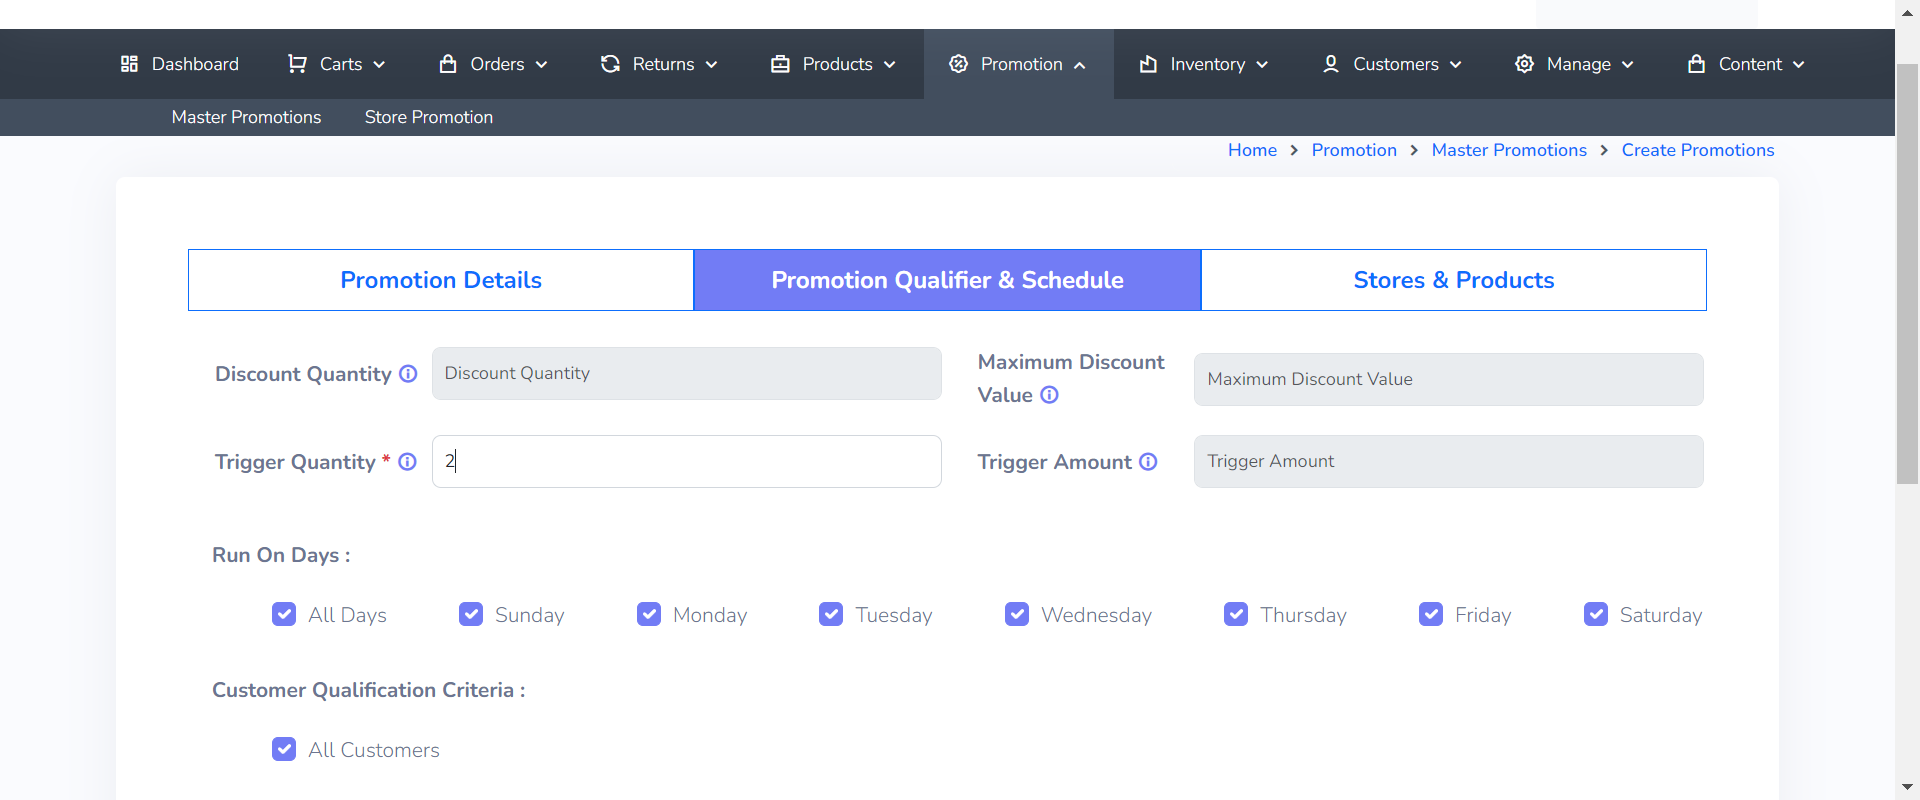 Dashboard Carts Orders Returns Products Promotion Inventory Customers Manage Content
Master Promotions Store Promotion
Home > Promotion > Master Promotions > Create Promotions
Promotion Details Promotion Qualifier & Schedule Stores & Products
Discount Quantity Discount Quantity Maximum Discount
Value Maximum Discount Value
Trigger Quantity * 2 Trigger Amount Trigger Amount
Run On Days :
All Days Sunday Monday Tuesday Wednesday Thursday Friday Saturday
Customer Qualification Criteria :
All Customers